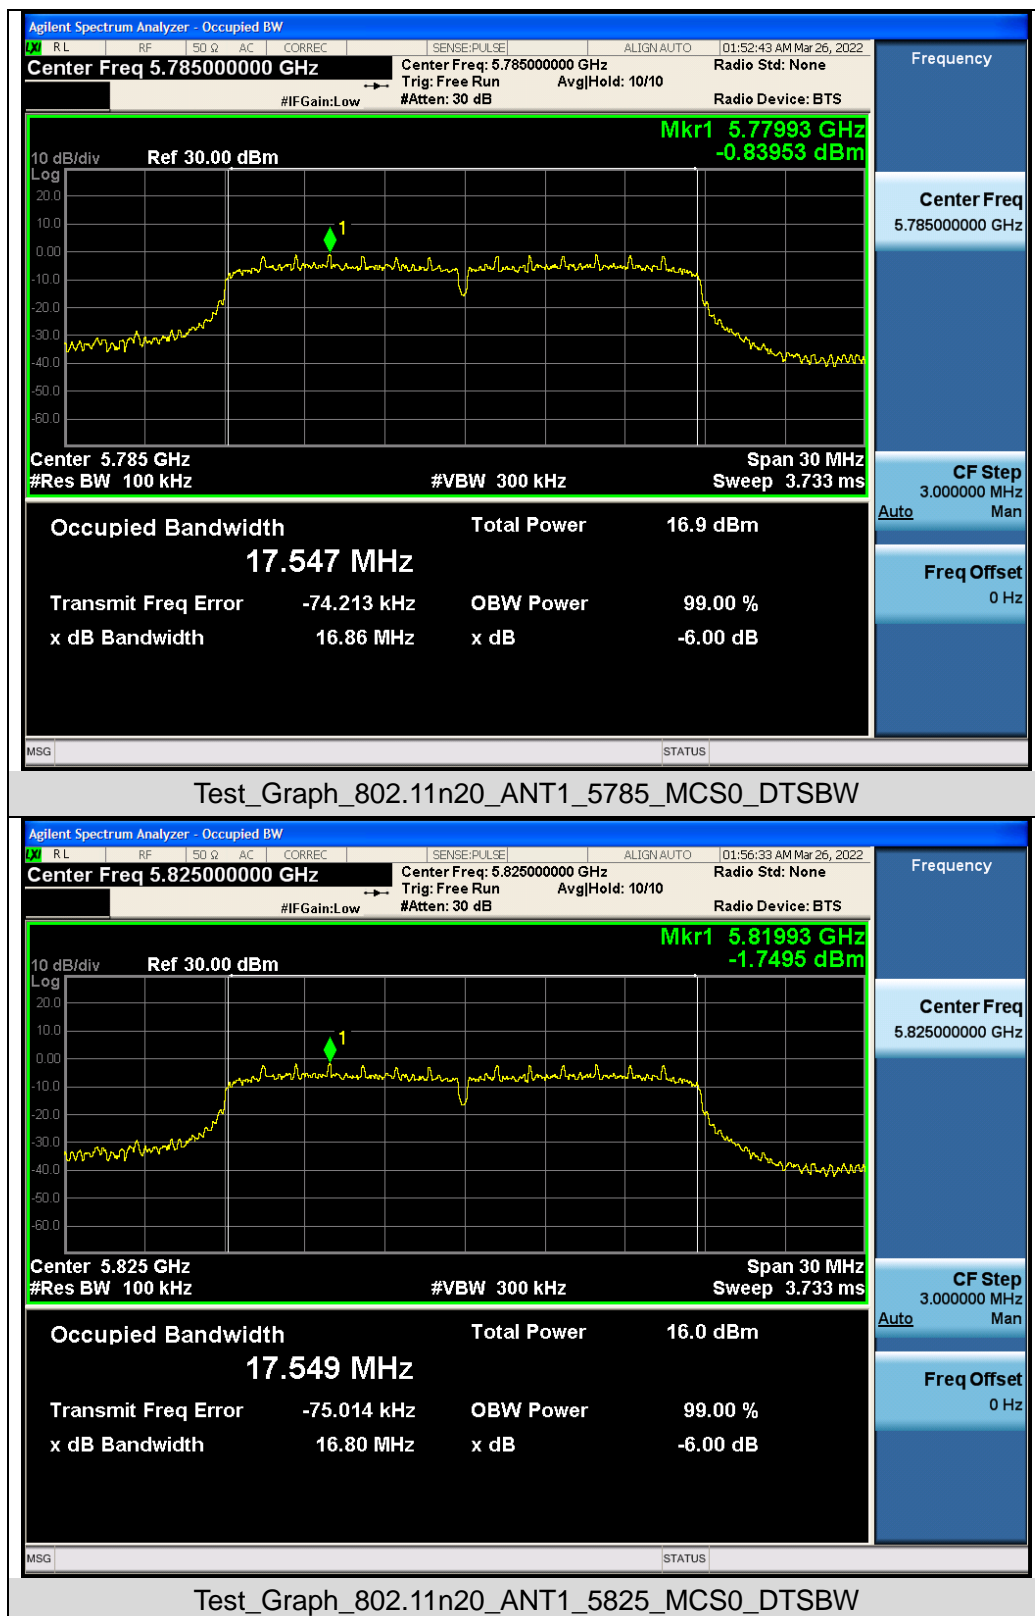 Agilent Spectrum Analyzer - Occupied BW
LXI RL RF 50 Ω AC CORREC SENSE:PULSE ALIGN AUTO 01:52:43 AM Mar 26, 2022
Center Freq 5.785000000 GHz Center Freq: 5.785000000 GHz Radio Std: None
Trig: Free Run Avg|Hold: 10/10
#IFGain:Low #Atten: 30 dB Radio Device: BTS
Frequency
Mkr1 5.77993 GHz
-0.83953 dBm
10 dB/div Ref 30.00 dBm
Log
20.0
10.0
0.00
-10.0
-20.0
-30.0
-40.0
-50.0
-60.0
1
Center 5.785 GHz Span 30 MHz
#Res BW 100 kHz #VBW 300 kHz Sweep 3.733 ms
Center Freq
5.785000000 GHz
CF Step
3.000000 MHz
Auto Man
Freq Offset
0 Hz
Occupied Bandwidth Total Power 16.9 dBm
17.547 MHz
Transmit Freq Error -74.213 kHz OBW Power 99.00 %
x dB Bandwidth 16.86 MHz x dB -6.00 dB
MSG STATUS
Test_Graph_802.11n20_ANT1_5785_MCS0_DTSBW
Agilent Spectrum Analyzer - Occupied BW
LXI RL RF 50 Ω AC CORREC SENSE:PULSE ALIGN AUTO 01:56:33 AM Mar 26, 2022
Center Freq 5.825000000 GHz Center Freq: 5.825000000 GHz Radio Std: None
Trig: Free Run Avg|Hold: 10/10
#IFGain:Low #Atten: 30 dB Radio Device: BTS
Frequency
Mkr1 5.81993 GHz
-1.7495 dBm
10 dB/div Ref 30.00 dBm
Log
20.0
10.0
0.00
-10.0
-20.0
-30.0
-40.0
-50.0
-60.0
1
Center 5.825 GHz Span 30 MHz
#Res BW 100 kHz #VBW 300 kHz Sweep 3.733 ms
Center Freq
5.825000000 GHz
CF Step
3.000000 MHz
Auto Man
Freq Offset
0 Hz
Occupied Bandwidth Total Power 16.0 dBm
17.549 MHz
Transmit Freq Error -75.014 kHz OBW Power 99.00 %
x dB Bandwidth 16.80 MHz x dB -6.00 dB
MSG STATUS
Test_Graph_802.11n20_ANT1_5825_MCS0_DTSBW